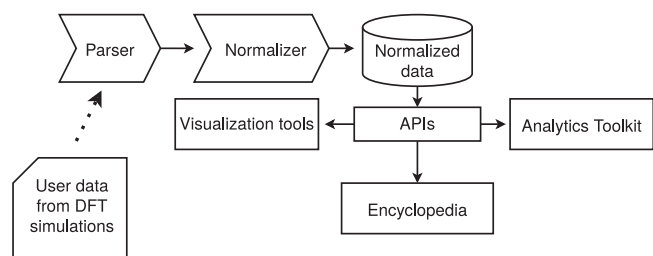 Parser
Normalizer
Normalized
data
Visualization tools
APIs
Analytics Toolkit
User data
from DFT
simulations
Encyclopedia